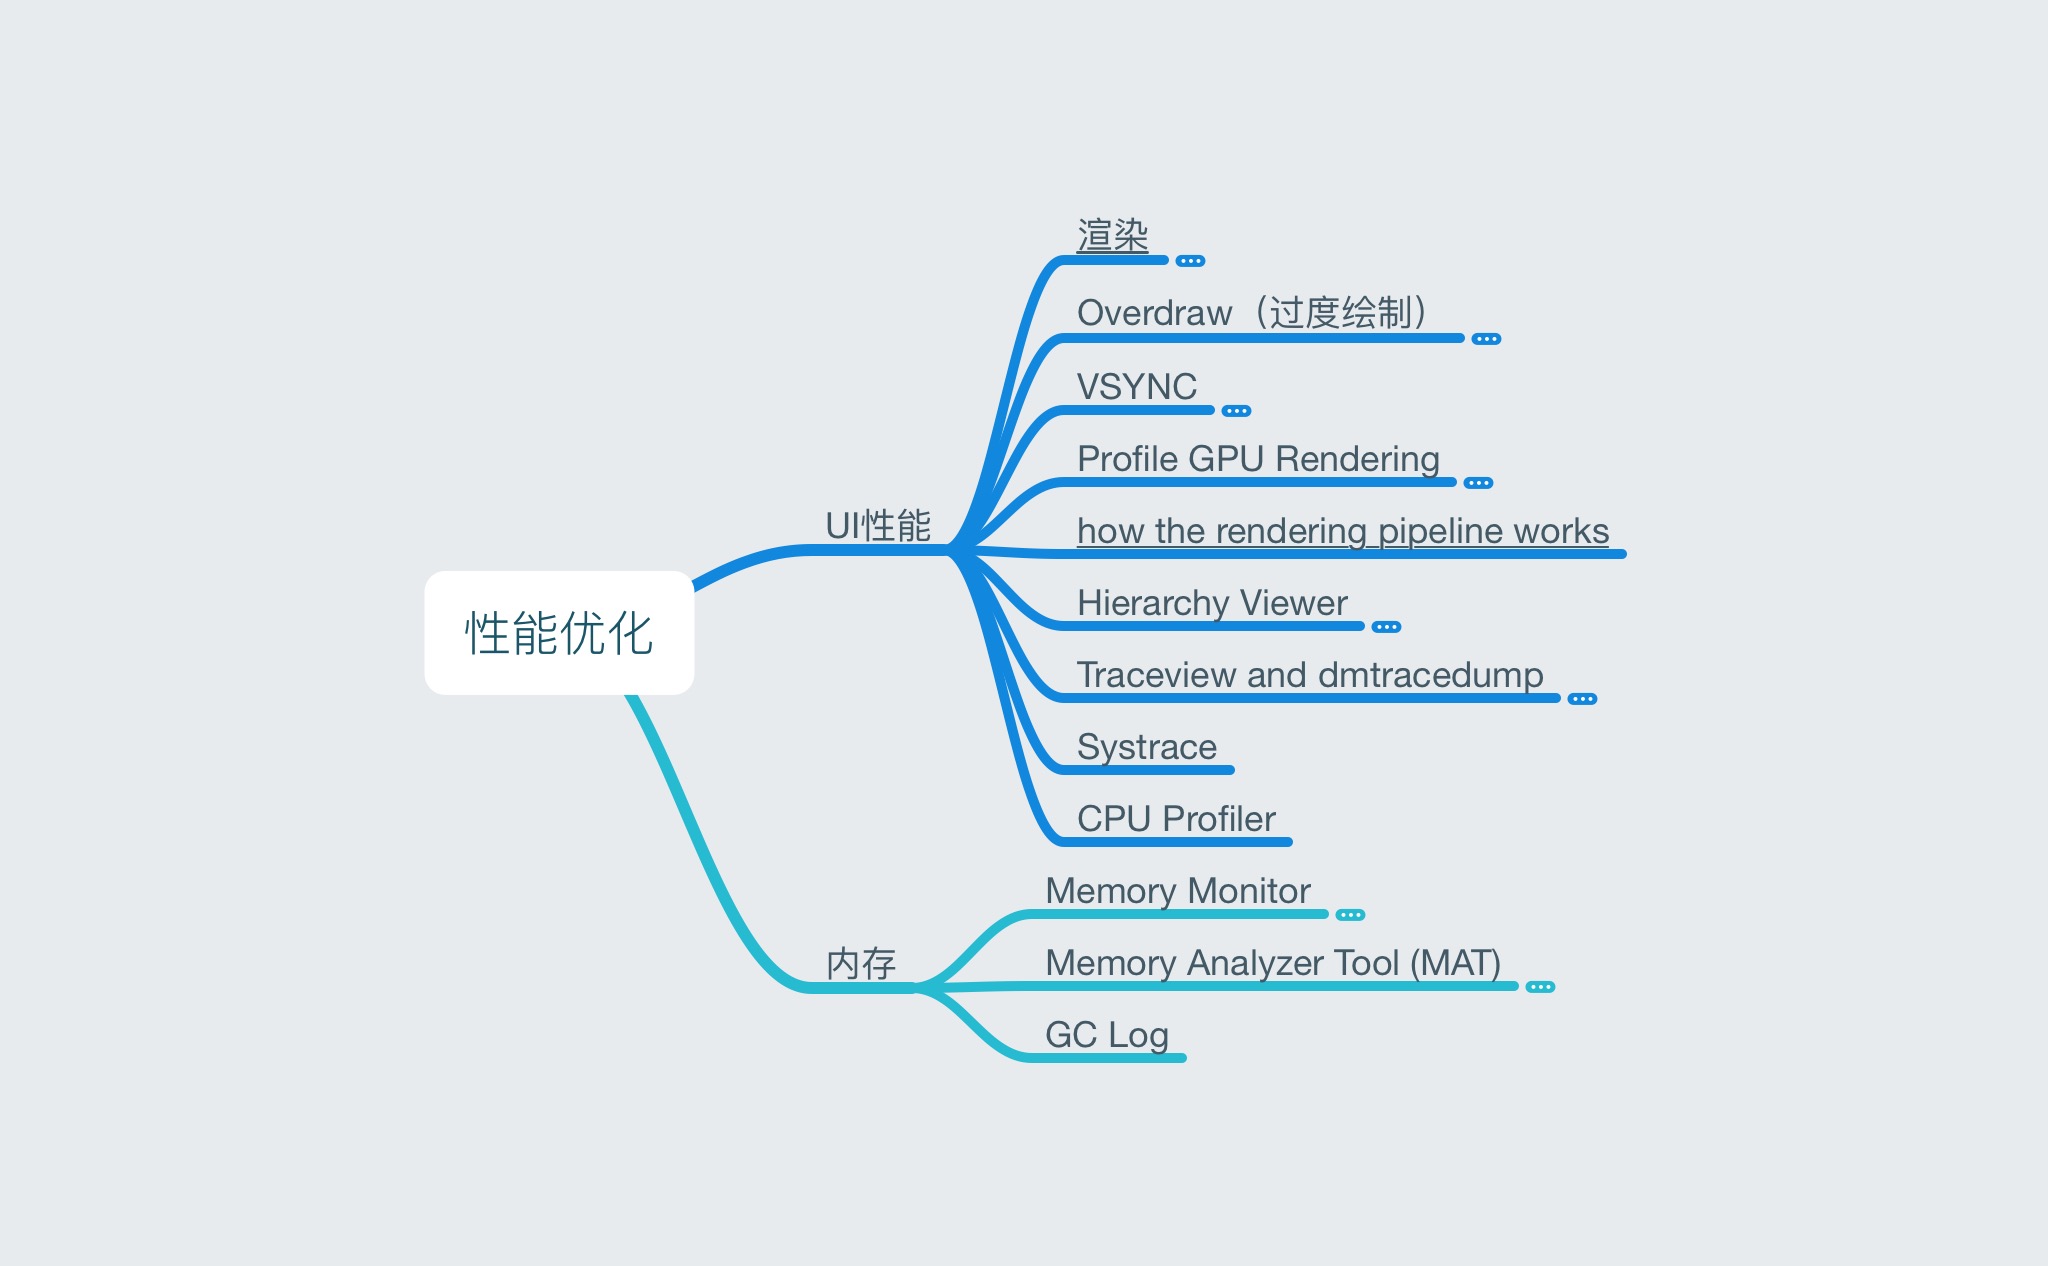 渲染
Overdraw（过度绘制）
VSYNC
Profile GPU Rendering
UI性能
how the rendering pipeline works
Hierarchy Viewer
性能优化
Traceview and dmtracedump
Systrace
CPU Profiler
Memory Monitor
内存
Memory Analyzer Tool (MAT)
GC Log